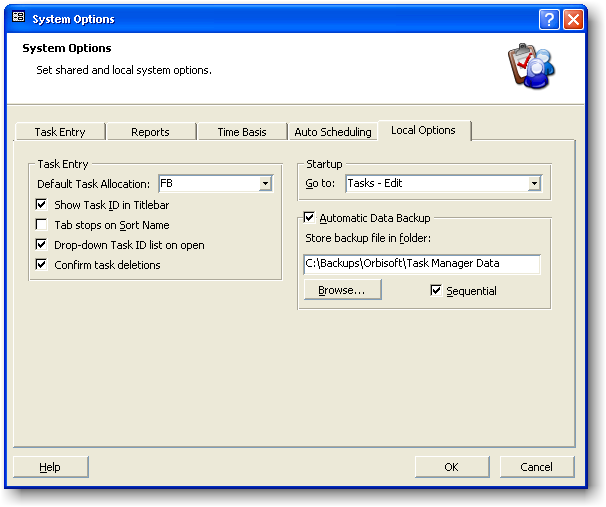 System Options
System Options
Set shared and local system options.
Task Entry Reports Time Basis Auto Scheduling Local Options
Task Entry
Default Task Allocation: FB
Show Task ID in Titlebar
Tab stops on Sort Name
Drop-down Task ID list on open
Confirm task deletions
Startup
Go to: Tasks - Edit
Automatic Data Backup
Store backup file in folder:
C:\Backups\Orbisoft\Task Manager Data
Browse... Sequential
Help OK Cancel